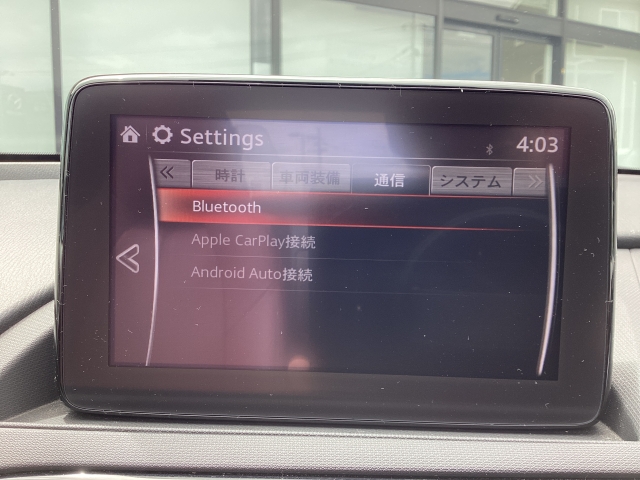 Settings 4:03
« 時計 車両装備 通信 システム »
Bluetooth
Apple CarPlay接続
Android Auto接続